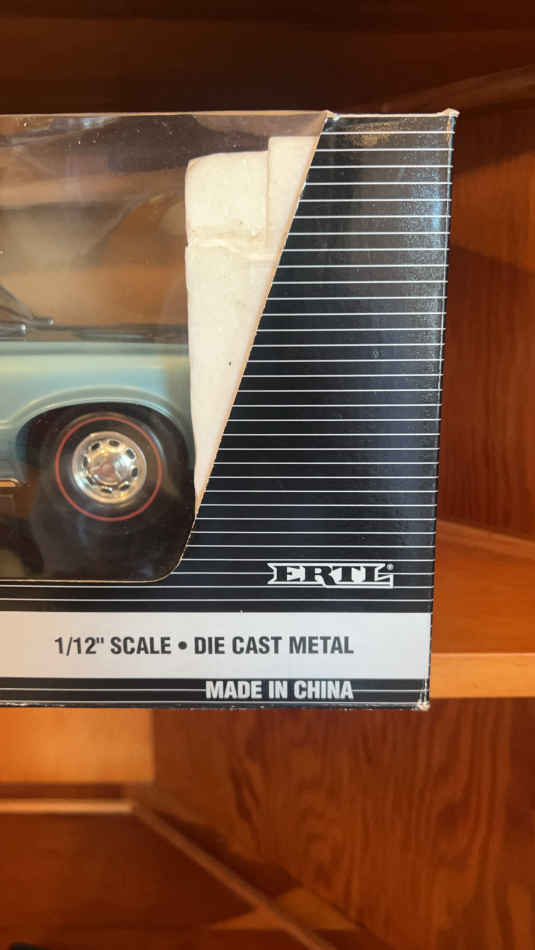 ERTL®
1/12" SCALE • DIE CAST METAL
MADE IN CHINA